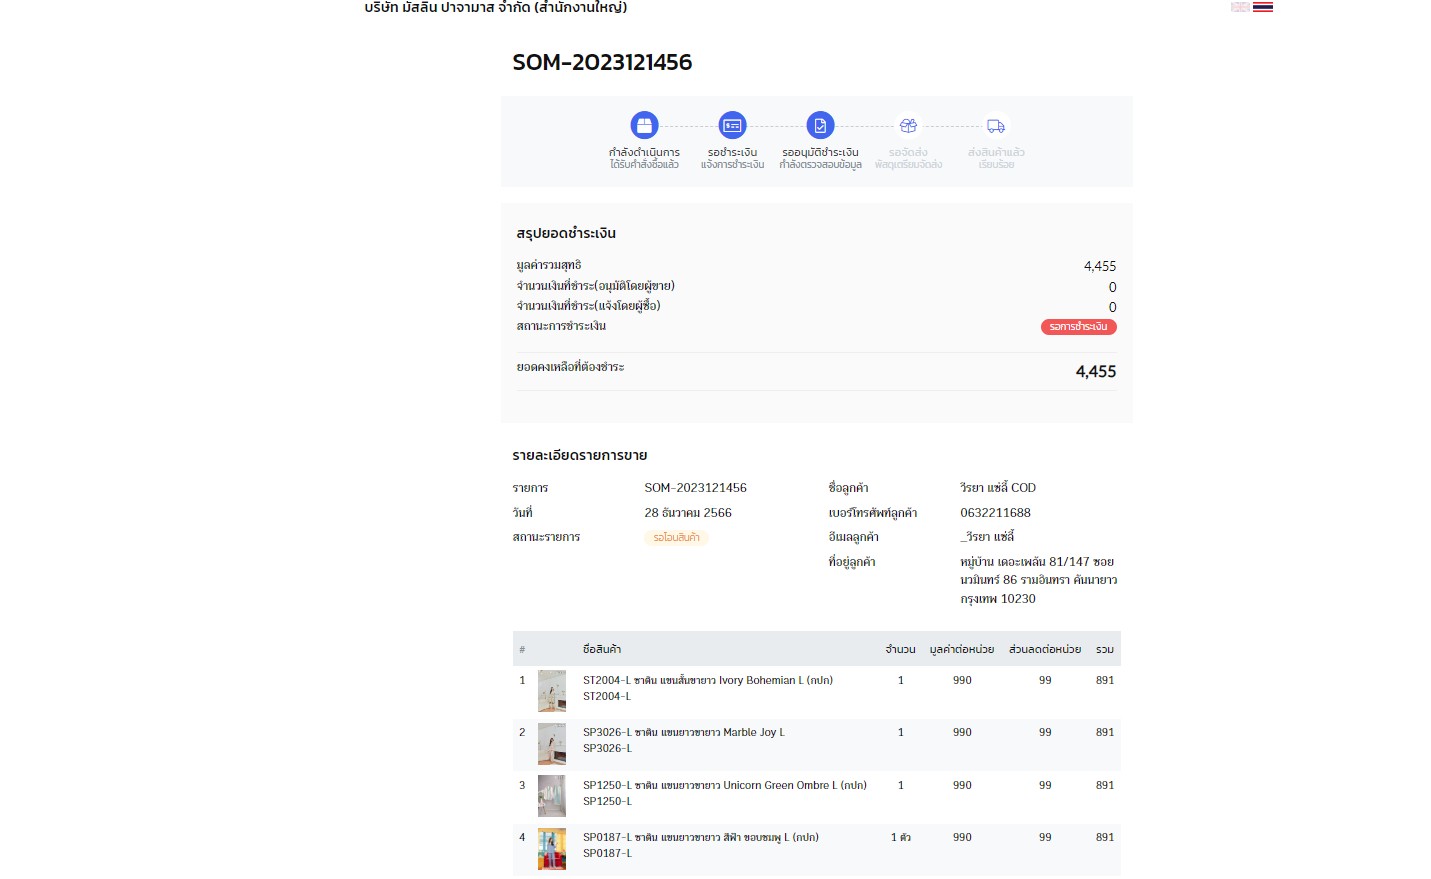 บริษัท มัสลิน ปาจามาส จำกัด (สำนักงานใหญ่)
SOM-2023121456
กำลังดำเนินการ
ได้รับคำสั่งซื้อแล้ว
รอชำระเงิน
แจ้งการชำระเงิน
รออนุมัติชำระเงิน
กำลังตรวจสอบข้อมูล
รอจัดส่ง
พัสดุเตรียมจัดส่ง
ส่งสินค้าแล้ว
เรียบร้อย
สรุปยอดชำระเงิน
มูลค่ารวมสุทธิ 4,455
จำนวนเงินที่ชำระ(อนุมัติโดยผู้ขาย) 0
จำนวนเงินที่ชำระ(แจ้งโดยผู้ซื้อ) 0
สถานะการชำระเงิน รอการชำระเงิน
ยอดคงเหลือที่ต้องชำระ 4,455
รายละเอียดรายการขาย
รายการ SOM-2023121456
วันที่ 28 ธันวาคม 2566
สถานะรายการ รอโอนสินค้า
ชื่อลูกค้า วีรยา แซ่ลี้ COD
เบอร์โทรศัพท์ลูกค้า 0632211688
อีเมลลูกค้า _วีรยา แซ่ลี้
ที่อยู่ลูกค้า หมู่บ้าน เดอะเพล้น 81/147 ซอย
นวมินทร์ 86 รามอินทรา คันนายาว
กรุงเทพ 10230
# ชื่อสินค้า จำนวน มูลค่าต่อหน่วย ส่วนลดต่อหน่วย รวม
1 ST2004-L ซาติน แขนสั้นขายาว Ivory Bohemian L (กปก) 1 990 99 891
ST2004-L
2 SP3026-L ซาติน แขนยาวขายาว Marble Joy L 1 990 99 891
SP3026-L
3 SP1250-L ซาติน แขนยาวขายาว Unicorn Green Ombre L (กปก) 1 990 99 891
SP1250-L
4 SP0187-L ซาติน แขนยาวขายาว สีฟ้า ขอบชมพู L (กปก) 1 ตัว 990 99 891
SP0187-L